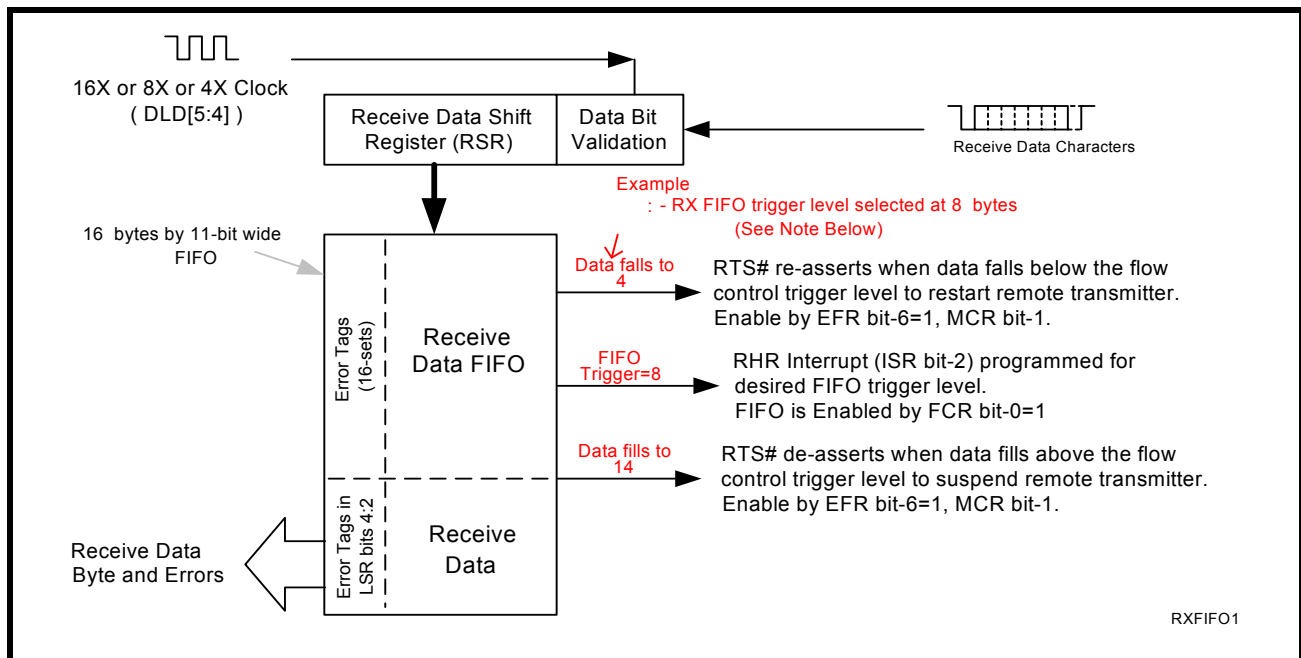 16X or 8X or 4X Clock
( DLD[5:4] )
Receive Data Shift
Register (RSR)
Data Bit
Validation
Receive Data Characters
Example
: - RX FIFO trigger level selected at 8 bytes
(See Note Below)
16 bytes by 11-bit wide
FIFO
Data falls to
4
RTS# re-asserts when data falls below the flow
control trigger level to restart remote transmitter.
Enable by EFR bit-6=1, MCR bit-1.
Error Tags
(16-sets)
Receive
Data FIFO
FIFO
Trigger=8
RHR Interrupt (ISR bit-2) programmed for
desired FIFO trigger level.
FIFO is Enabled by FCR bit-0=1
Data fills to
14
RTS# de-asserts when data fills above the flow
control trigger level to suspend remote transmitter.
Enable by EFR bit-6=1, MCR bit-1.
Error Tags in
LSR bits 4:2
Receive
Data
Receive Data
Byte and Errors
RXFIFO1